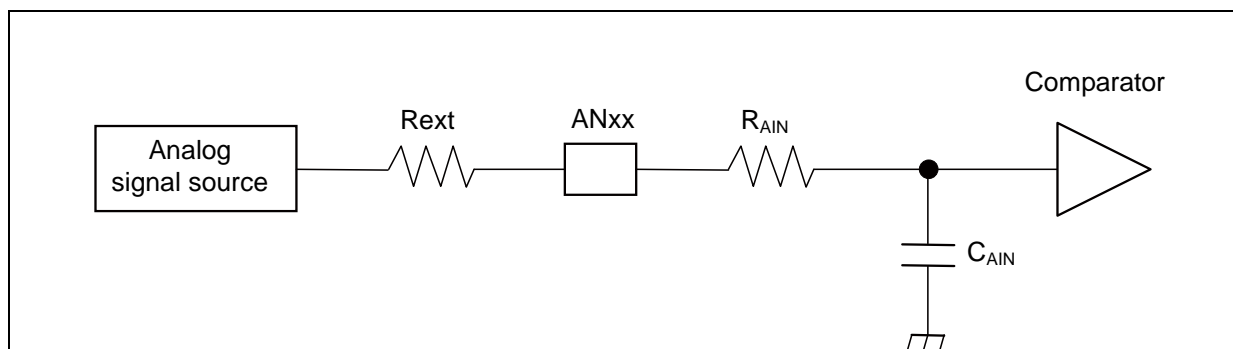 Comparator
Rext
ANxx
RAIN
Analog
signal source
CAIN